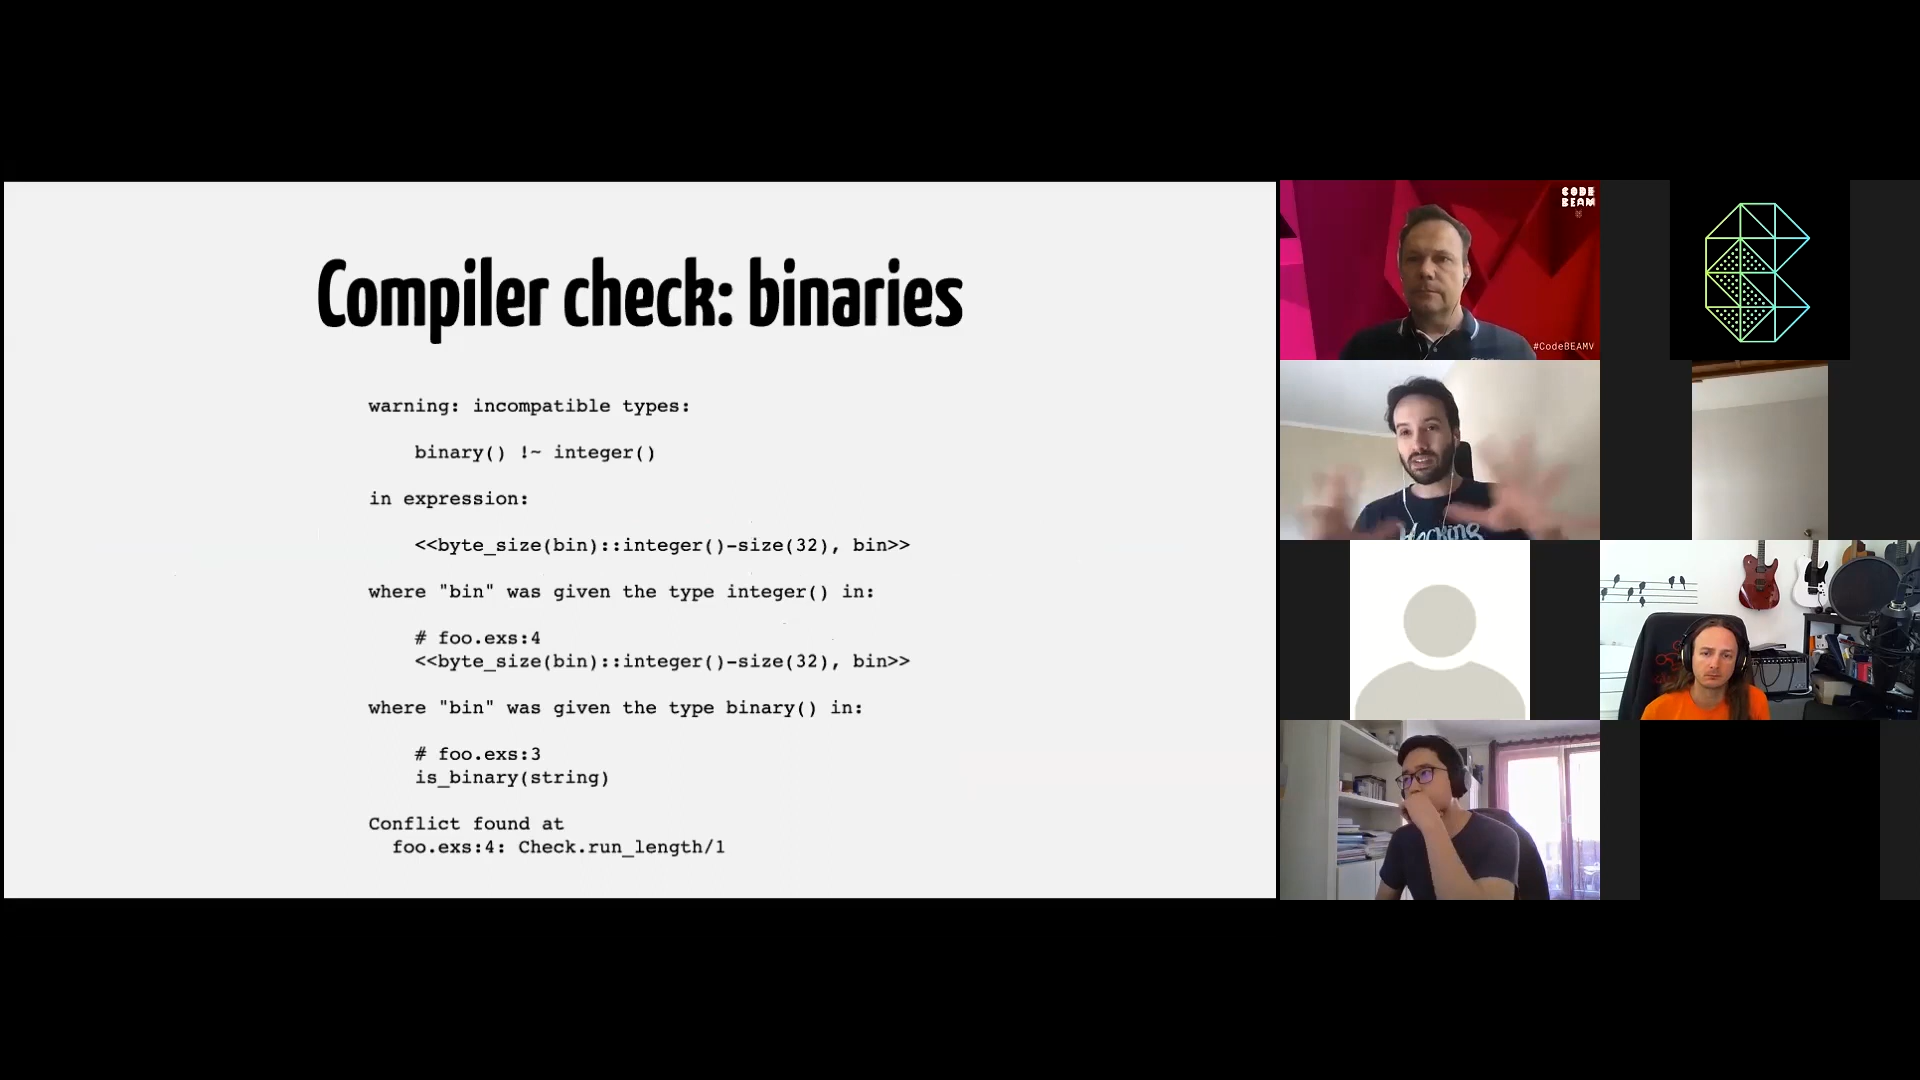 Compiler check: binaries
warning: incompatible types:
binary() !~ integer()
in expression:
<<byte_size(bin)::integer()-size(32), bin>>
where "bin" was given the type integer() in:
# foo.exs:4
<<byte_size(bin)::integer()-size(32), bin>>
where "bin" was given the type binary() in:
# foo.exs:3
is_binary(string)
Conflict found at
foo.exs:4: Check.run_length/1
CODE
BEAM
#CodeBEAMV
Hacking